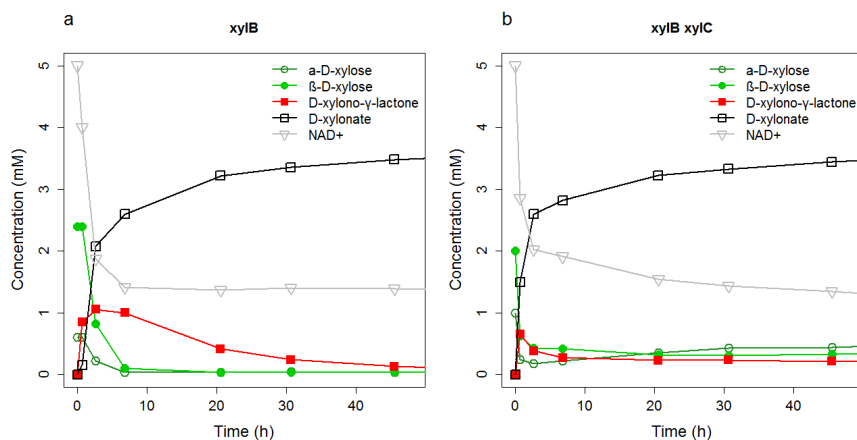 a
xylB
a-D-xylose
ß-D-xylose
D-xylono-γ-lactone
D-xylonate
NAD+
Concentration (mM)
5
4
3
2
1
0
0 10 20 30 40
Time (h)
b
xylB xylC
a-D-xylose
ß-D-xylose
D-xylono-γ-lactone
D-xylonate
NAD+
Concentration (mM)
5
4
3
2
1
0
0 10 20 30 40
Time (h)